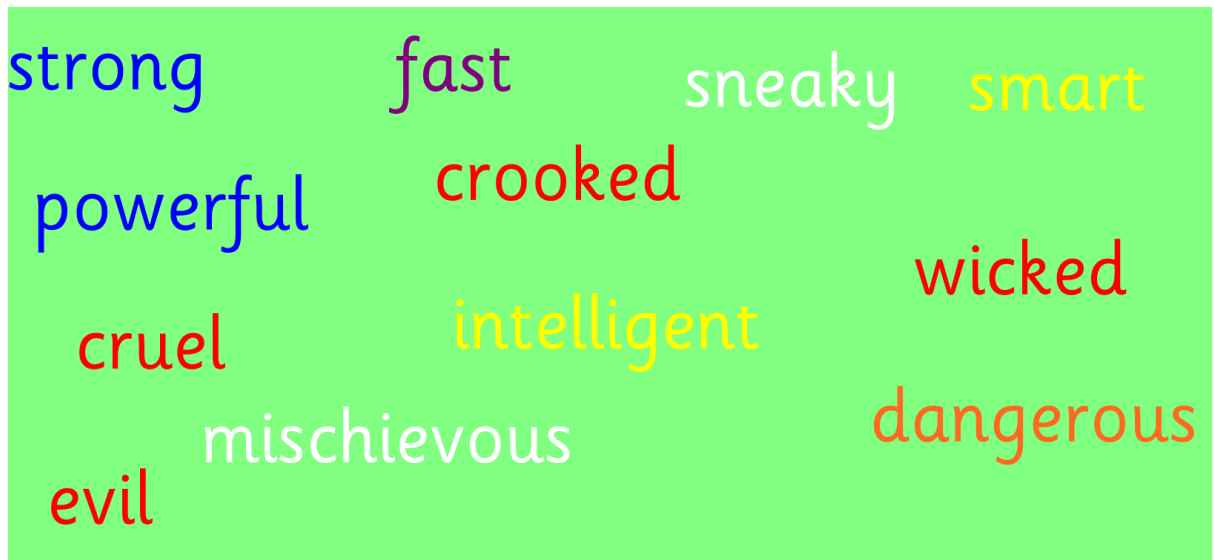 strong
fast
sneaky
smart
crooked
powerful
wicked
intelligent
cruel
dangerous
mischievous
evil